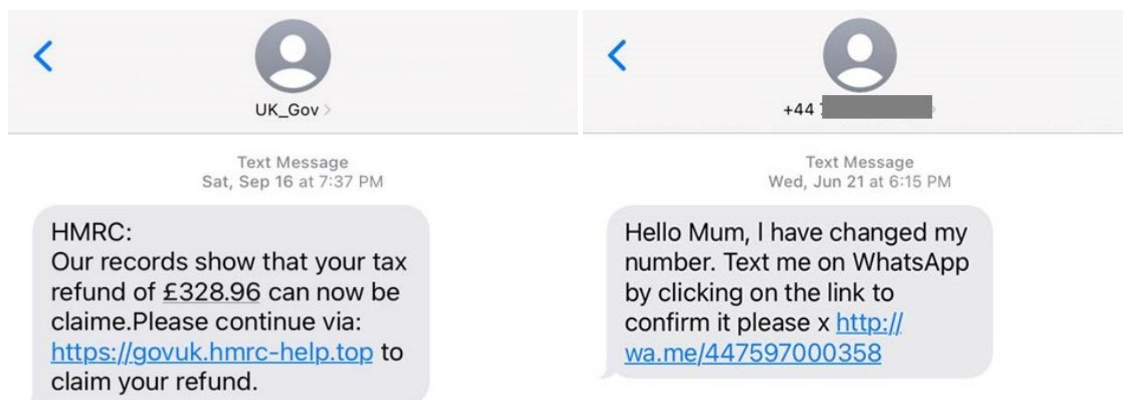 UK_Gov
Text Message
Sat, Sep 16 at 7:37 PM
HMRC:
Our records show that your tax
refund of £328.96 can now be
claime.Please continue via:
https://govuk.hmrc-help.top to
claim your refund.
+44
Text Message
Wed, Jun 21 at 6:15 PM
Hello Mum, I have changed my
number. Text me on WhatsApp
by clicking on the link to
confirm it please x http://
wa.me/447597000358